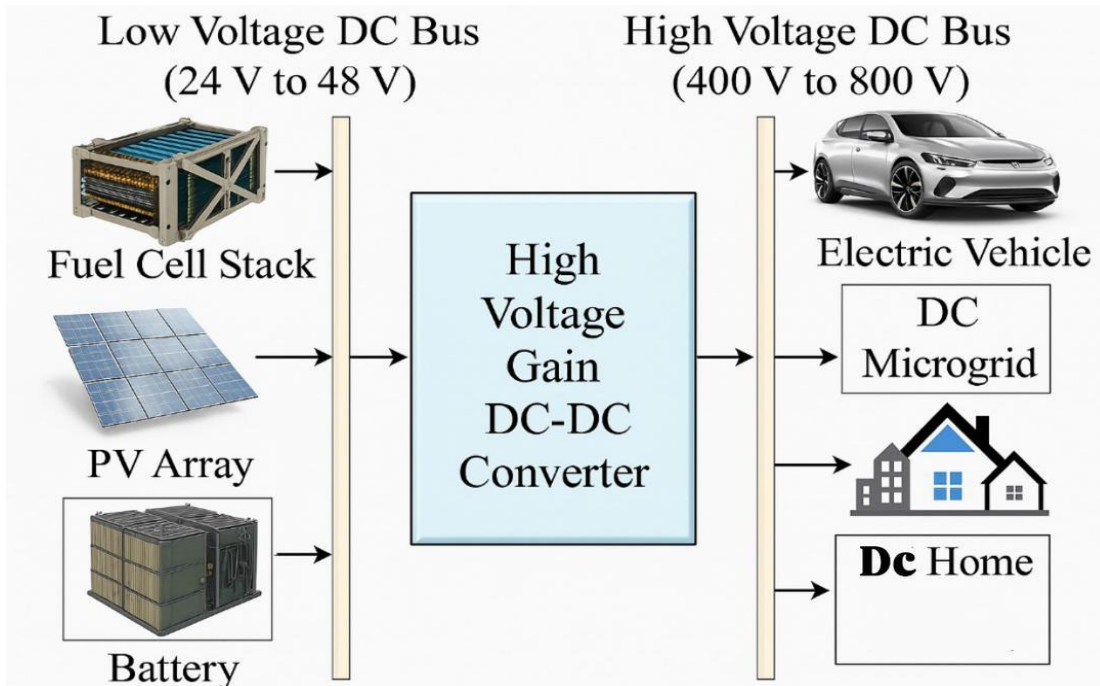 Low Voltage DC Bus
(24 V to 48 V)
High Voltage DC Bus
(400 V to 800 V)
Fuel Cell Stack
PV Array
Battery
High
Voltage
Gain
DC-DC
Converter
Electric Vehicle
DC
Microgrid
Dc Home